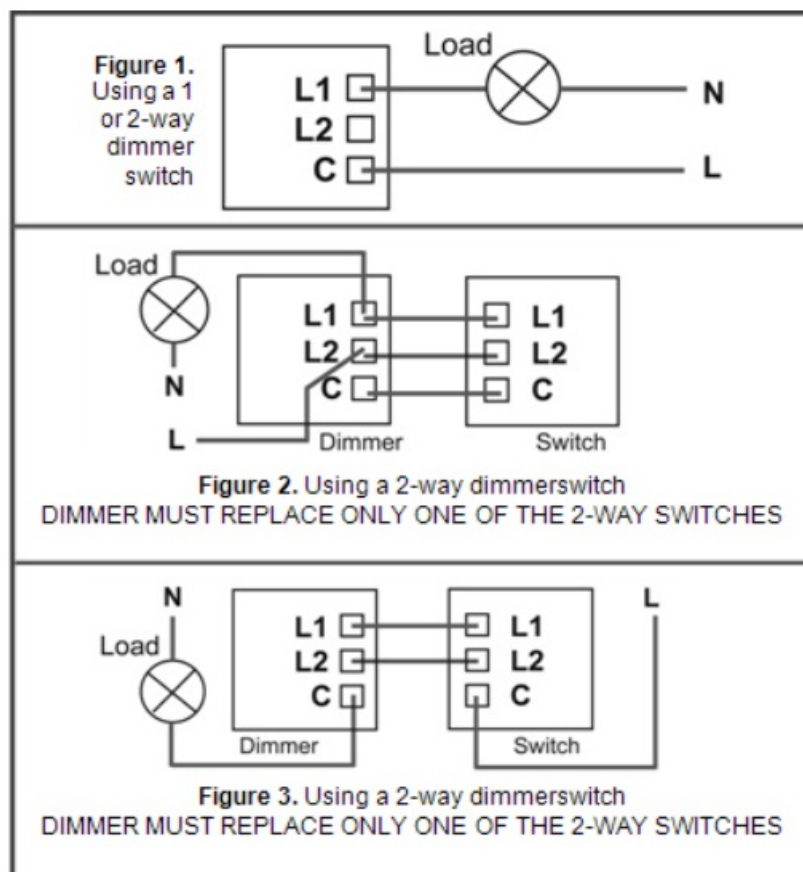 Figure 1.
Using a 1
or 2-way
dimmer
switch
Load
L1
N
L2
C
L
Load
L1
L1
L2
L2
C
C
N
L
Dimmer
Switch
Figure 2. Using a 2-way dimmerswitch
DIMMER MUST REPLACE ONLY ONE OF THE 2-WAY SWITCHES
N
L
L1
L1
Load
L2
L2
C
C
Dimmer
Switch
Figure 3. Using a 2-way dimmerswitch
DIMMER MUST REPLACE ONLY ONE OF THE 2-WAY SWITCHES